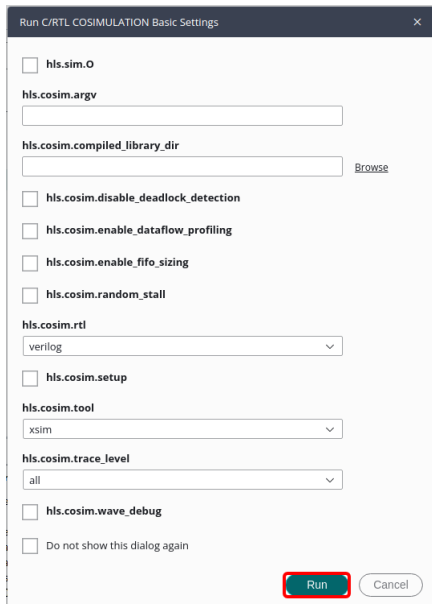 Run C/RTL COSIMULATION Basic Settings
hls.sim.O
hls.cosim.argv
hls.cosim.compiled_library_dir
Browse
hls.cosim.disable_deadlock_detection
hls.cosim.enable_dataflow_profiling
hls.cosim.enable_fifo_sizing
hls.cosim.random_stall
hls.cosim.rtl
verilog
hls.cosim.setup
hls.cosim.tool
xsim
hls.cosim.trace_level
all
hls.cosim.wave_debug
Do not show this dialog again
Run Cancel